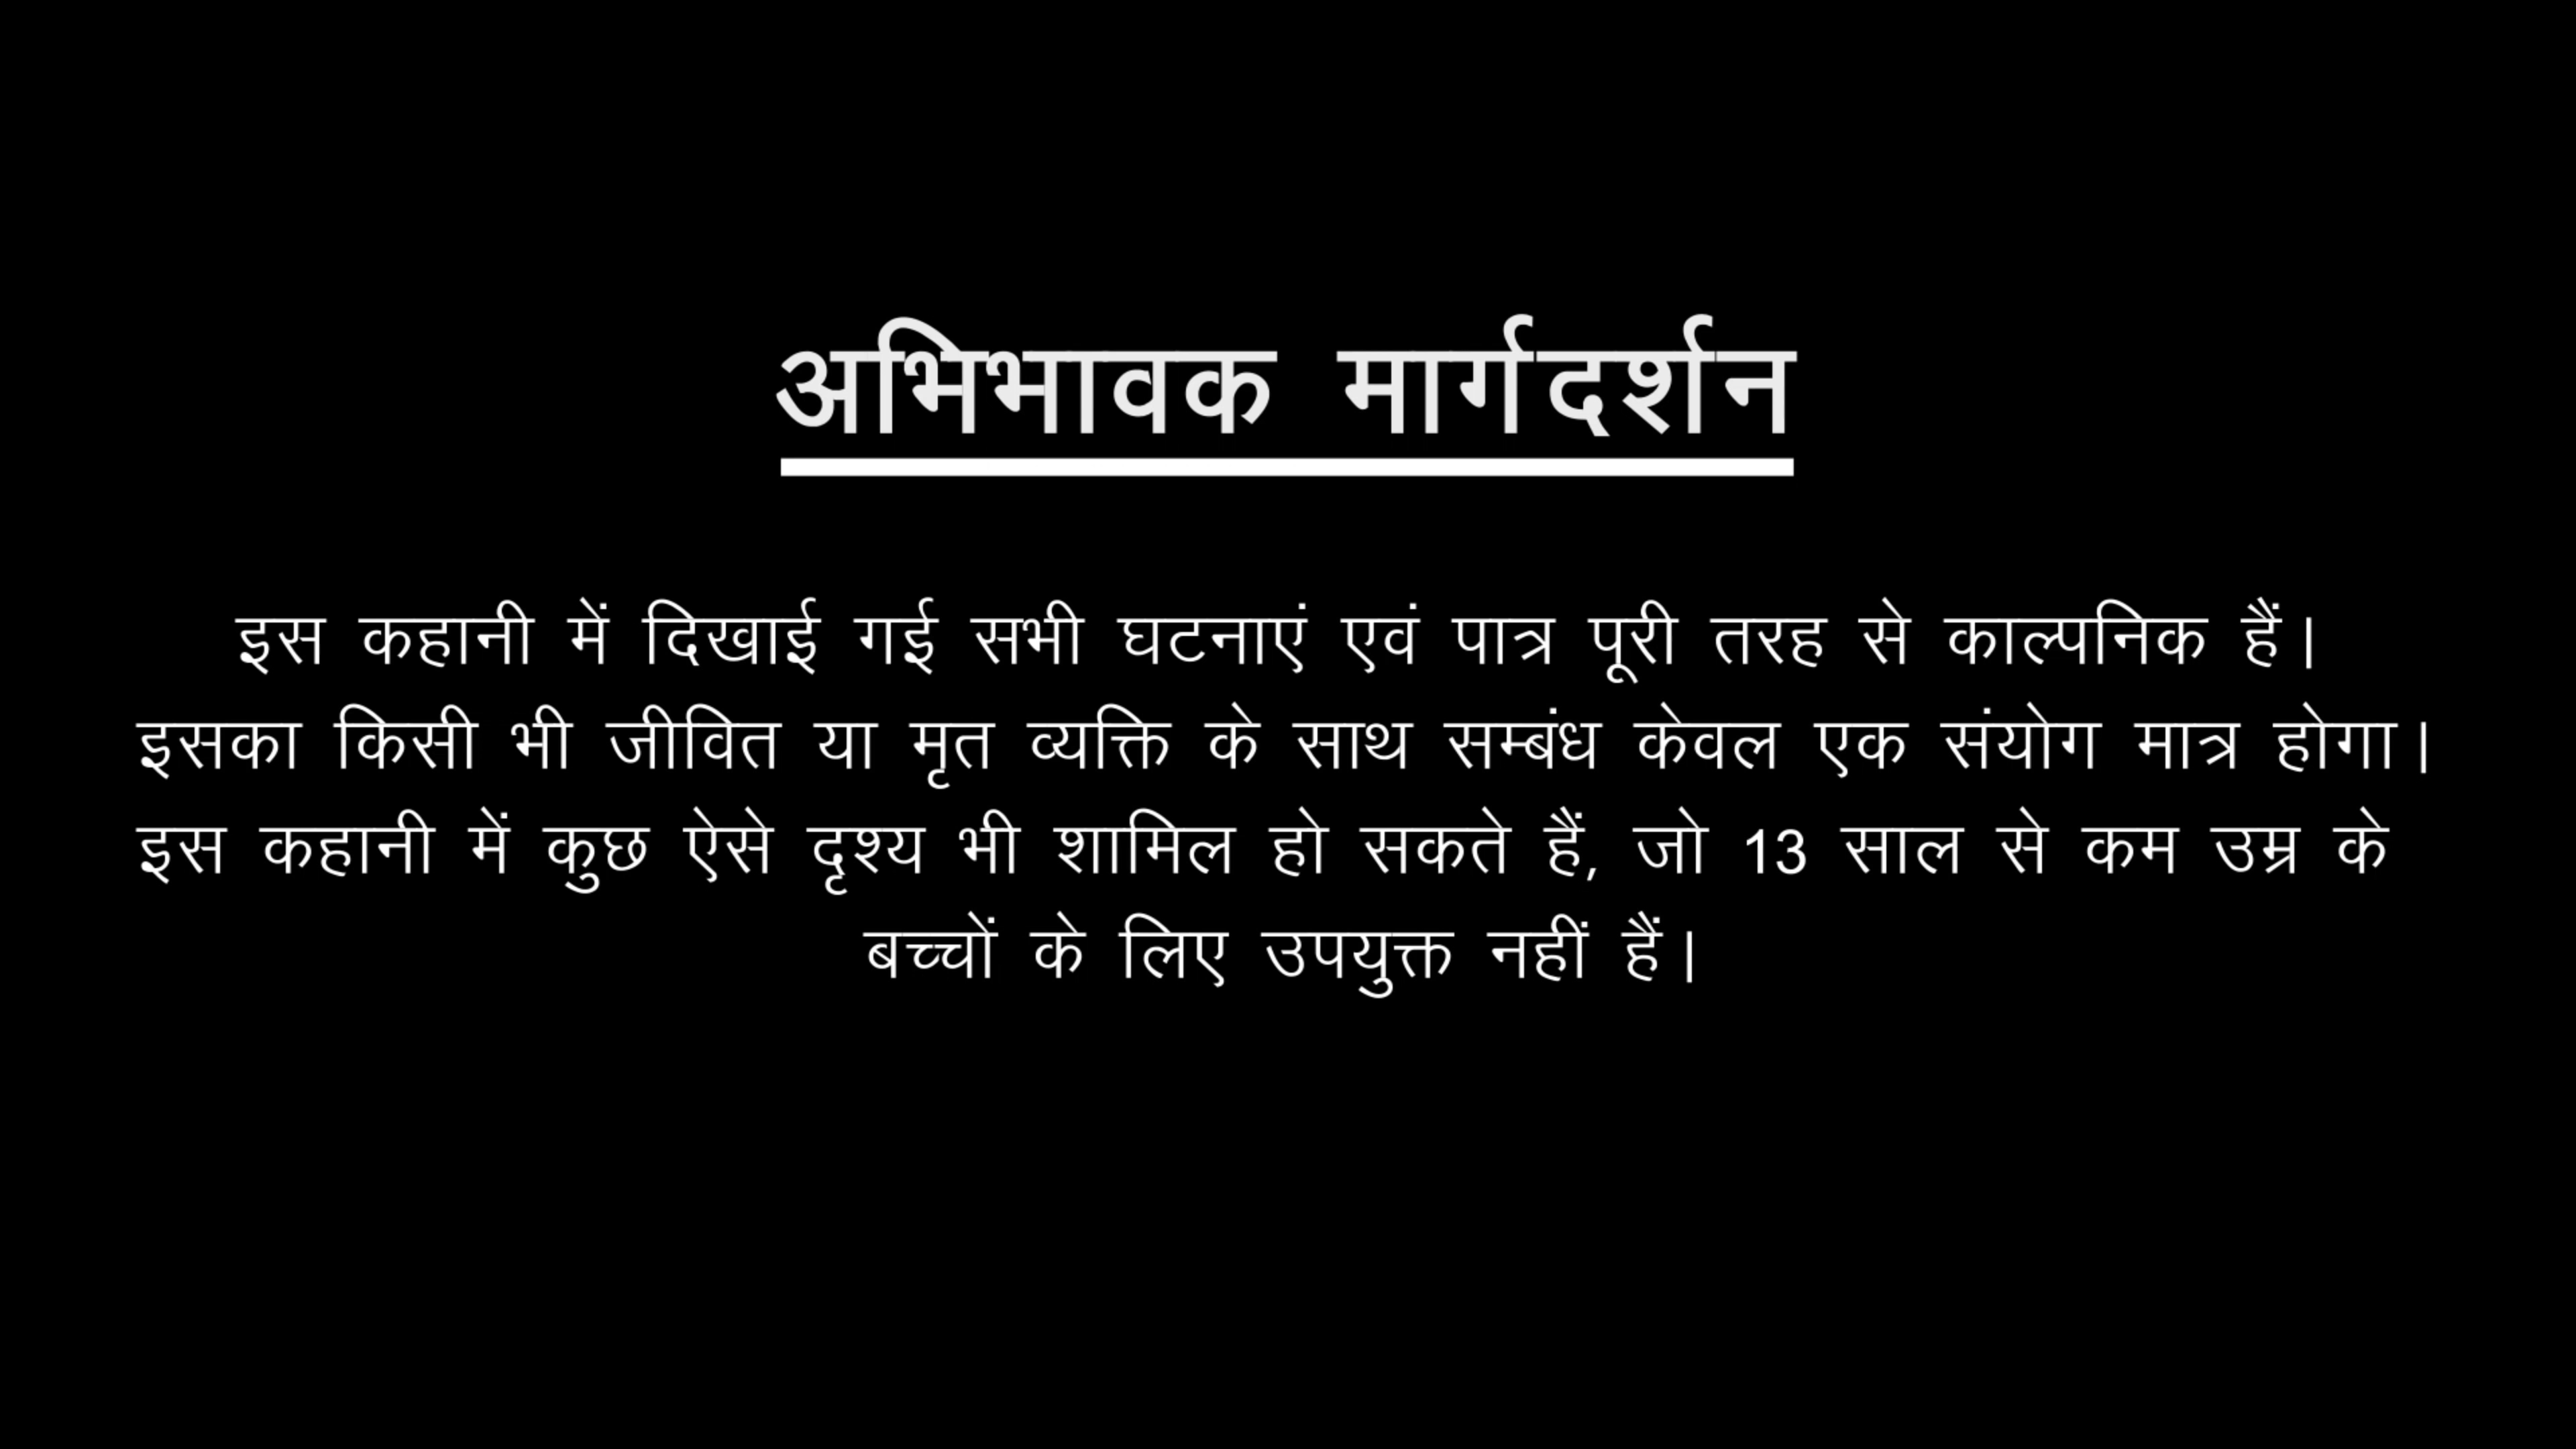 अभिभावक मार्गदर्शन
इस कहानी में दिखाई गई सभी घटनाएं एवं पात्र पूरी तरह से काल्पनिक हैं।
इसका किसी भी जीवित या मृत व्यक्ति के साथ सम्बंध केवल एक संयोग मात्र होगा।
इस कहानी में कुछ ऐसे दृश्य भी शामिल हो सकते हैं, जो 13 साल से कम उम्र के
बच्चों के लिए उपयुक्त नहीं हैं।